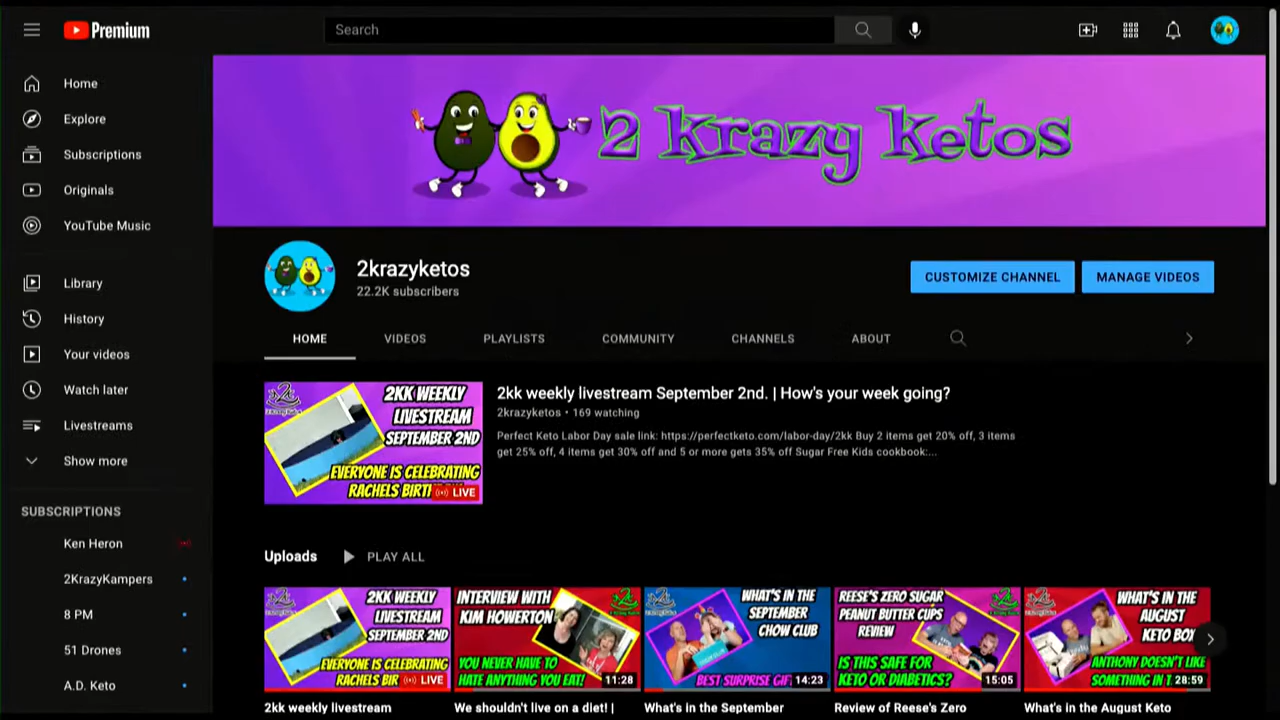 Premium
Search
Home
Explore
Subscriptions
Originals
YouTube Music
Library
History
Your videos
Watch later
Livestreams
Show more
SUBSCRIPTIONS
Ken Heron
2KrazyKampers
8 PM
51 Drones
A.D. Keto
2 krazy ketos
2krazyketos
22.2K subscribers
CUSTOMIZE CHANNEL
MANAGE VIDEOS
HOME
VIDEOS
PLAYLISTS
COMMUNITY
CHANNELS
ABOUT
2KK WEEKLY
LIVESTREAM
SEPTEMBER 2ND
EVERYONE IS CELEBRATING
RACHELS BIRT
LIVE
2kk weekly livestream September 2nd. | How's your week going?
2krazyketos • 169 watching
Perfect Keto Labor Day sale link: https://perfectketo.com/labor-day/2kk Buy 2 items get 20% off, 3 items
get 25% off, 4 items get 30% off and 5 or more gets 35% off Sugar Free Kids cookbook:...
Uploads
PLAY ALL
2KK WEEKLY
LIVESTREAM
SEPTEMBER 2ND
EVERYONE IS CELEBRATING
RACHELS BIR
LIVE
2kk weekly livestream
INTERVIEW WITH
KIM HOWERTON
YOU NEVER HAVE TO
HATE ANYTHING YOU EAT!
11:28
We shouldn't live on a diet! |
WHAT'S IN THE
SEPTEMBER
CHOW CLUB
BEST SURPRISE GIF
14:23
What's in the September
REESE'S ZERO SUGAR
PEANUT BUTTER CUPS
REVIEW
IS THIS SAFE FOR
KETO OR DIABETICS?
15:05
Review of Reese's Zero
WHAT'S IN THE
AUGUST
KETO BOX
ANTHONY DOESN'T LIKE
SOMETHING IN T
28:59
What's in the August Keto